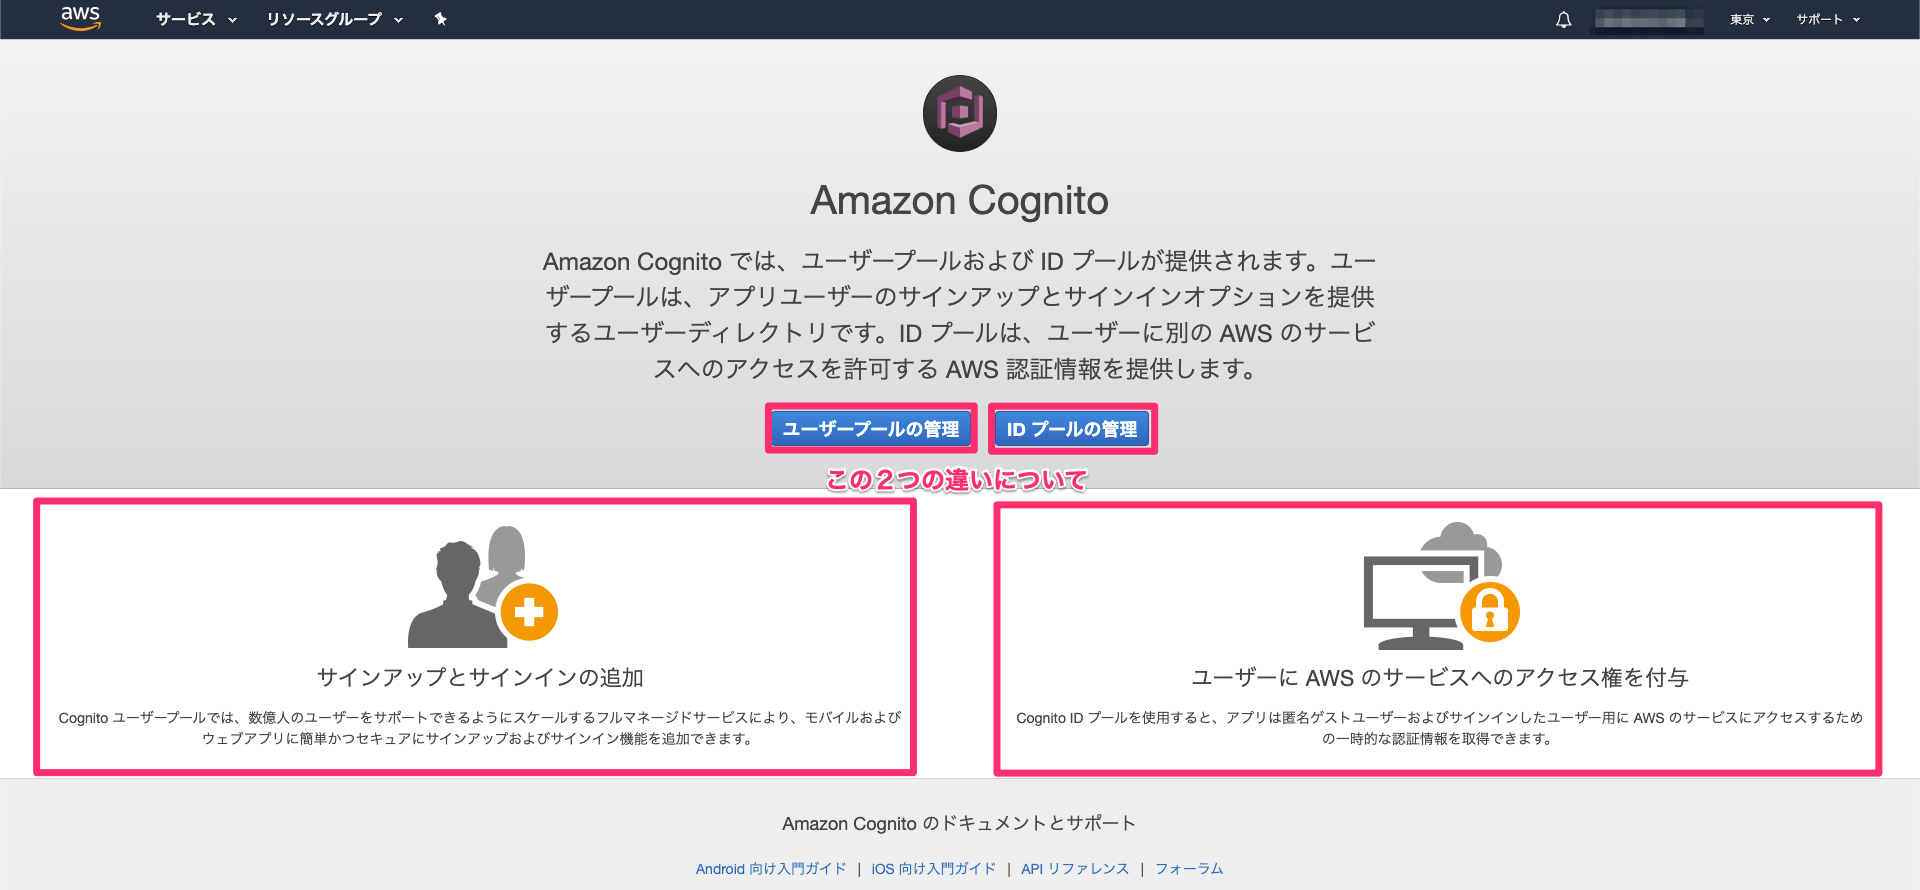 aws サービス リソースグループ 東京 サポート
Amazon Cognito
Amazon Cognito では、ユーザープールおよび ID プールが提供されます。ユー
ザープールは、アプリユーザーのサインアップとサインインオプションを提供
するユーザーディレクトリです。ID プールは、ユーザーに別の AWS のサービ
スへのアクセスを許可する AWS 認証情報を提供します。
ユーザープールの管理 ID プールの管理
この２つの違いについて
サインアップとサインインの追加
Cognito ユーザープールでは、数億人のユーザーをサポートできるようにスケールするフルマネージドサービスにより、モバイルおよび
ウェブアプリに簡単かつセキュアにサインアップおよびサインイン機能を追加できます。
ユーザーに AWS のサービスへのアクセス権を付与
Cognito ID プールを使用すると、アプリは匿名ゲストユーザーおよびサインインしたユーザー用に AWS のサービスにアクセスするため
の一時的な認証情報を取得できます。
Amazon Cognito のドキュメントとサポート
Android 向け入門ガイド | iOS 向け入門ガイド | API リファレンス | フォーラム